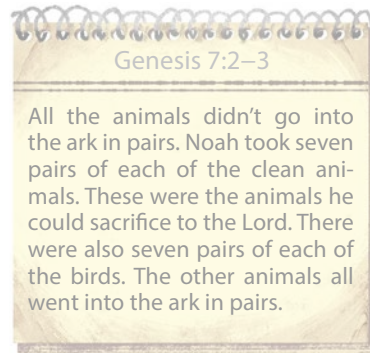 Genesis 7:2–3
All the animals didn't go into
the ark in pairs. Noah took seven
pairs of each of the clean ani-
mals. These were the animals he
could sacrifice to the Lord. There
were also seven pairs of each of
the birds. The other animals all
went into the ark in pairs.